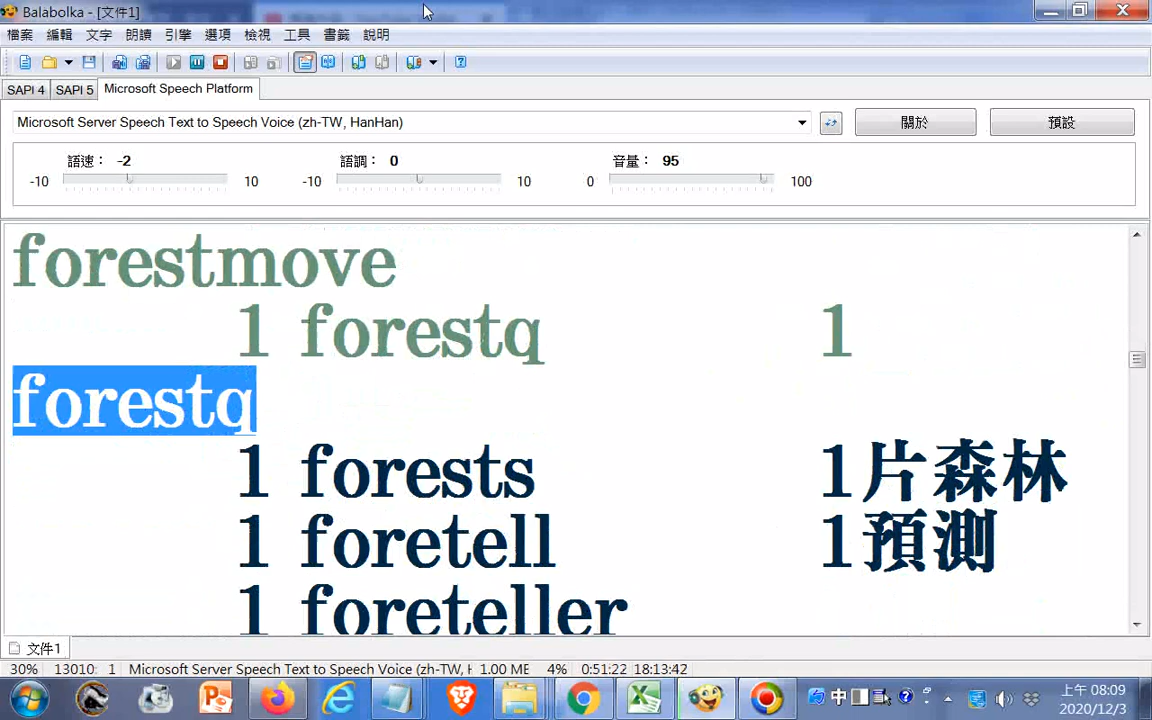 Balabolka - [文件1]
檔案 編輯 文字 朗讀 引擎 選項 檢視 工具 書籤 說明
SAPI 4 SAPI 5 Microsoft Speech Platform
Microsoft Server Speech Text to Speech Voice (zh-TW, HanHan) 關於 預設
語速： -2 語調： 0 音量： 95
-10 10 -10 10 0 100
forestmove
1 forestq 1
forestq
1 forests 1片森林
1 foretell 1預測
1 foreteller
文件1
30% 13010: 1 Microsoft Server Speech Text to Speech Voice (zh-TW, H 1.00 ME 4% 0:51:22 18:13:42
中 上午 08:09
2020/12/3